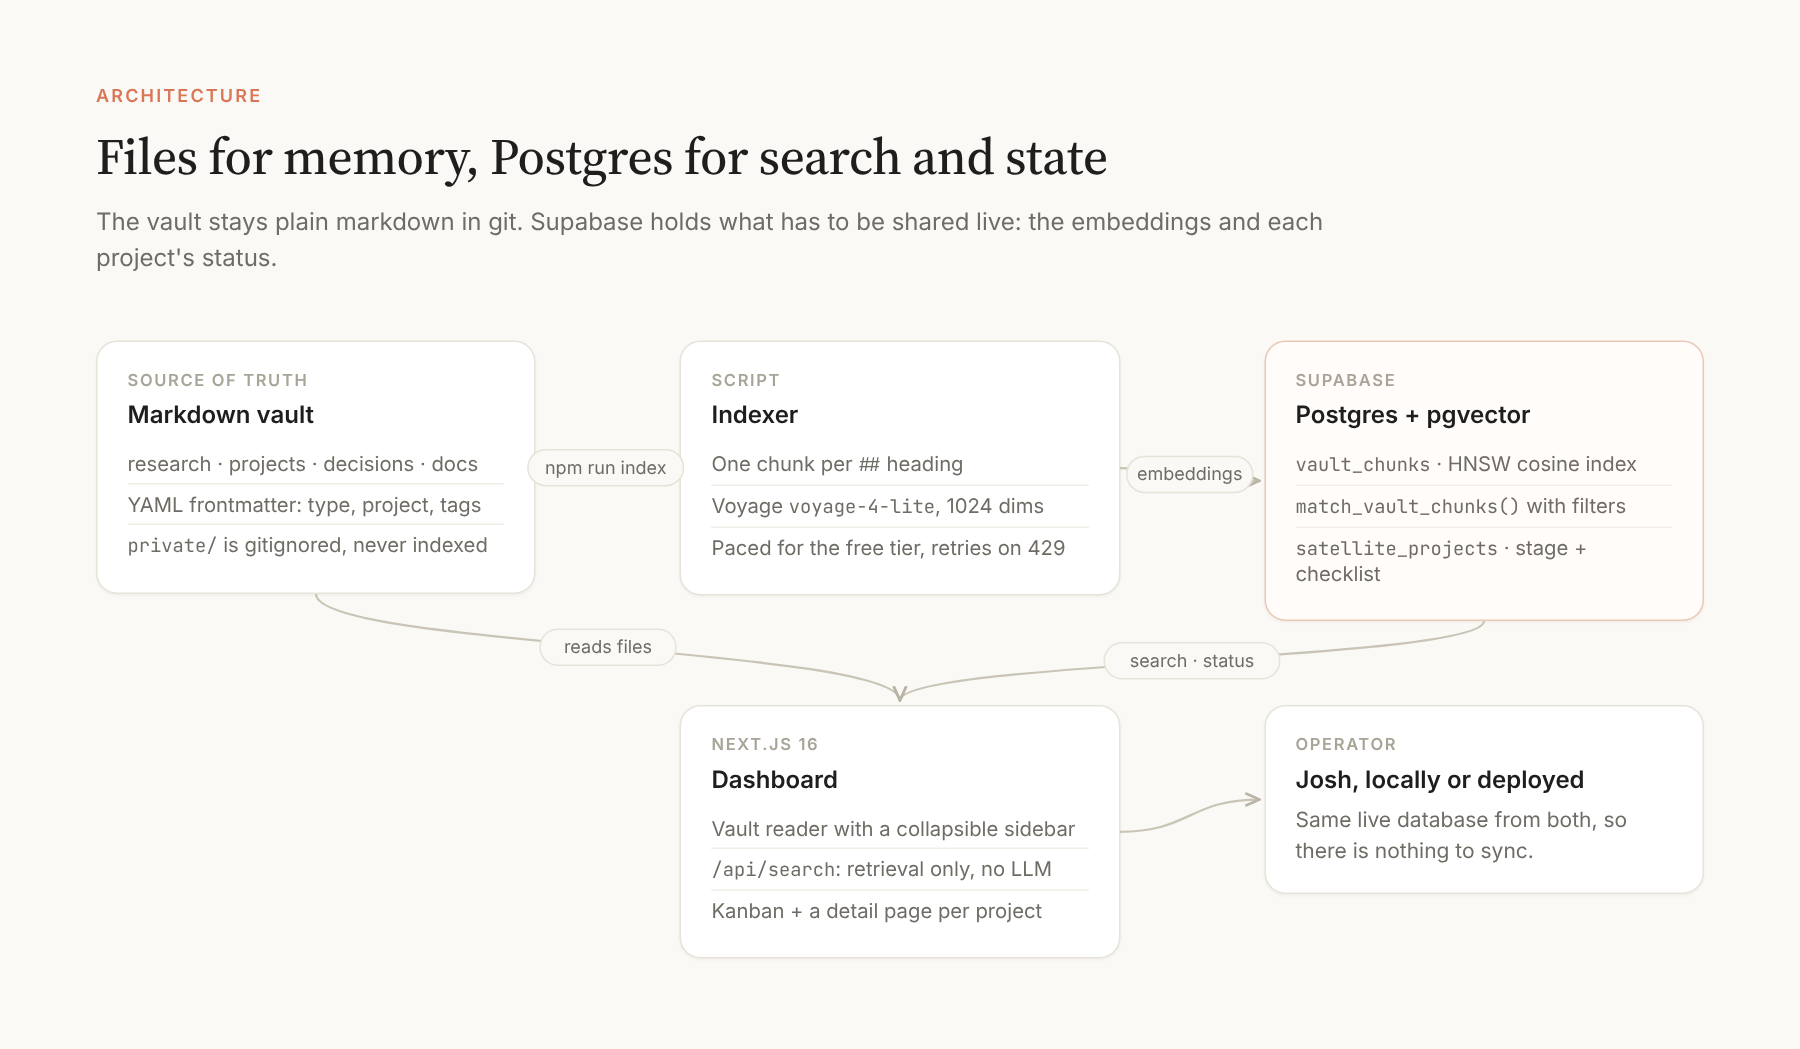 ARCHITECTURE
Files for memory, Postgres for search and state
The vault stays plain markdown in git. Supabase holds what has to be shared live: the embeddings and each
project's status.
SOURCE OF TRUTH
Markdown vault
research · projects · decisions · docs
YAML frontmatter: type, project, tags
private/ is gitignored, never indexed
npm run index
SCRIPT
Indexer
One chunk per ## heading
Voyage voyage-4-lite, 1024 dims
Paced for the free tier, retries on 429
embeddings
SUPABASE
Postgres + pgvector
vault_chunks · HNSW cosine index
match_vault_chunks() with filters
satellite_projects · stage +
checklist
reads files
search · status
NEXT.JS 16
Dashboard
Vault reader with a collapsible sidebar
/api/search: retrieval only, no LLM
Kanban + a detail page per project
OPERATOR
Josh, locally or deployed
Same live database from both, so
there is nothing to sync.